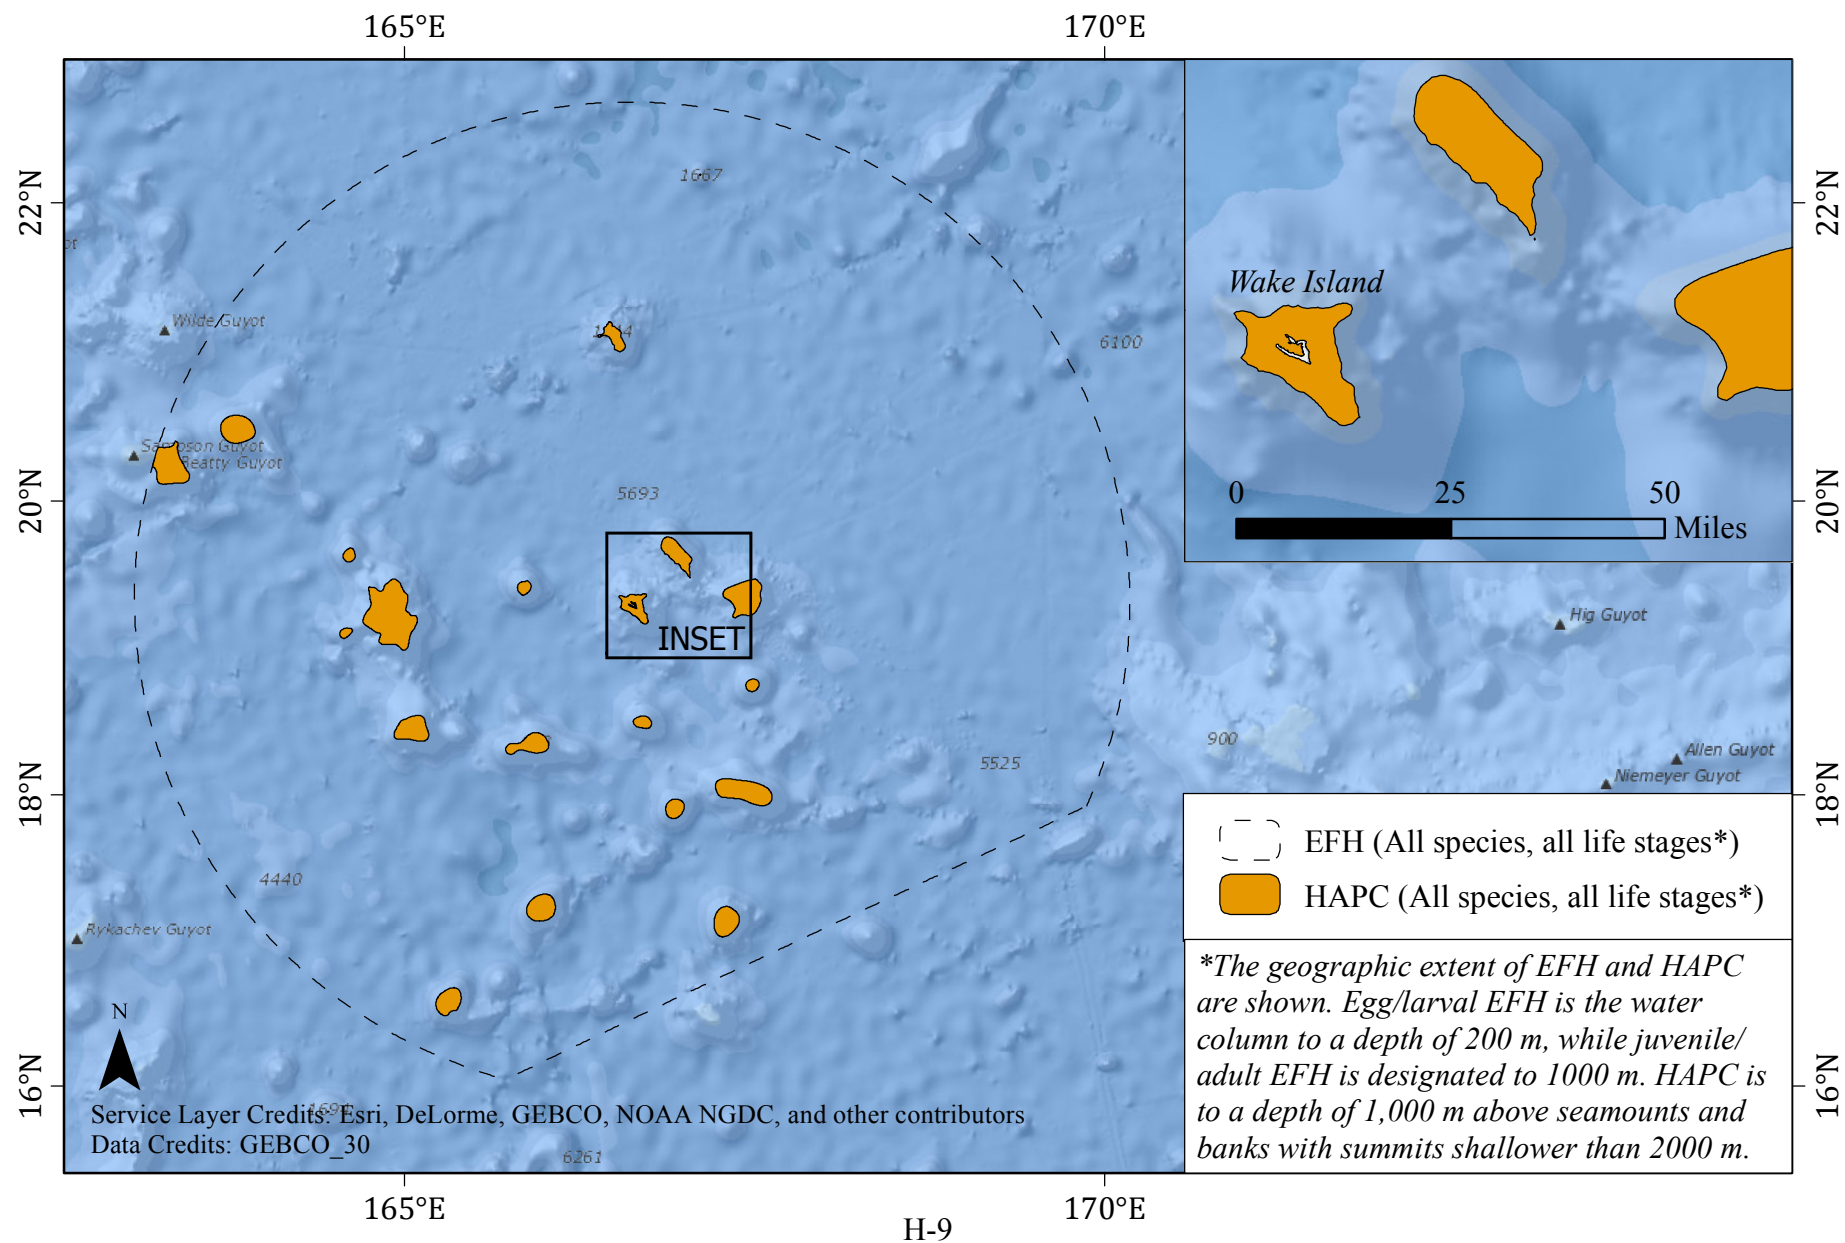 165°E
170°E
22°N
22°N
1667
Wilde Guyot
Wake Island
6100
Sampson Guyot
Beatty Guyot
20°N
20°N
5693
0
25
50
Miles
INSET
Hig Guyot
900
Allen Guyot
5525
Niemeyer Guyot
18°N
18°N
EFH (All species, all life stages*)
4440
HAPC (All species, all life stages*)
Rykachev Guyot
*The geographic extent of EFH and HAPC
are shown. Egg/larval EFH is the water
column to a depth of 200 m, while juvenile/
adult EFH is designated to 1000 m. HAPC is
to a depth of 1,000 m above seamounts and
banks with summits shallower than 2000 m.
N
16°N
16°N
Service Layer Credits: Esri, DeLorme, GEBCO, NOAA NGDC, and other contributors
Data Credits: GEBCO_30
6261
165°E
170°E
H-9